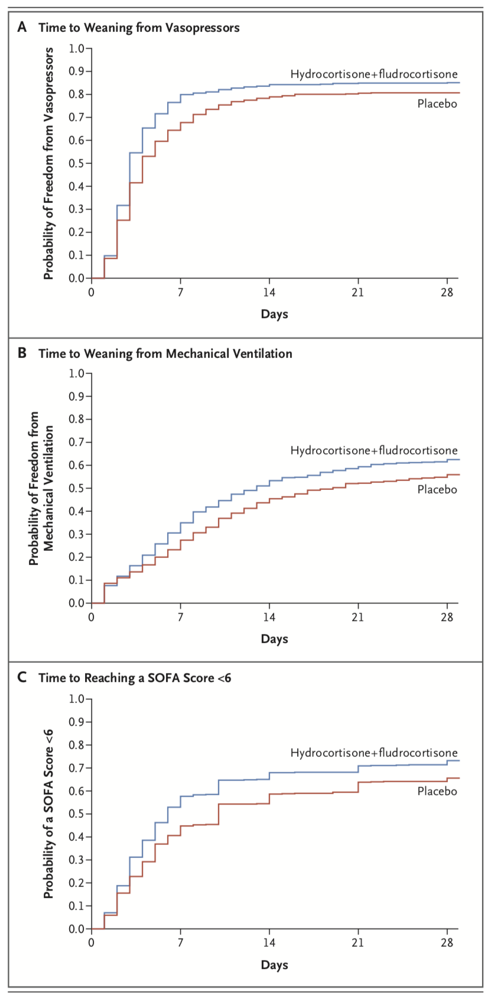 A Time to Weaning from Vasopressors
Probability of Freedom from Vasopressors
1.0
0.9
0.8
0.7
0.6
0.5
0.4
0.3
0.2
0.1
0.0
Hydrocortisone+fludrocortisone
Placebo
0 7 14 21 28
Days
B Time to Weaning from Mechanical Ventilation
Probability of Freedom from
Mechanical Ventilation
1.0
0.9
0.8
0.7
0.6
0.5
0.4
0.3
0.2
0.1
0.0
Hydrocortisone+fludrocortisone
Placebo
0 7 14 21 28
Days
C Time to Reaching a SOFA Score <6
Probability of a SOFA Score <6
1.0
0.9
0.8
0.7
0.6
0.5
0.4
0.3
0.2
0.1
0.0
Hydrocortisone+fludrocortisone
Placebo
0 7 14 21 28
Days